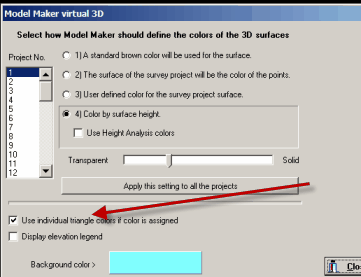 Model Maker virtual 3D
Select how Model Maker should define the colors of the 3D surfaces
Project No.
1
2
3
4
5
6
7
8
9
10
11
12
1) A standard brown color will be used for the surface.
2) The surface of the survey project will be the color of the points.
3) User defined color for the survey project surface.
4) Color by surface height.
Use Height Analysis colors
Transparent
Solid
Apply this setting to all the projects
Use individual triangle colors if color is assigned
Display elevation legend
Background color >